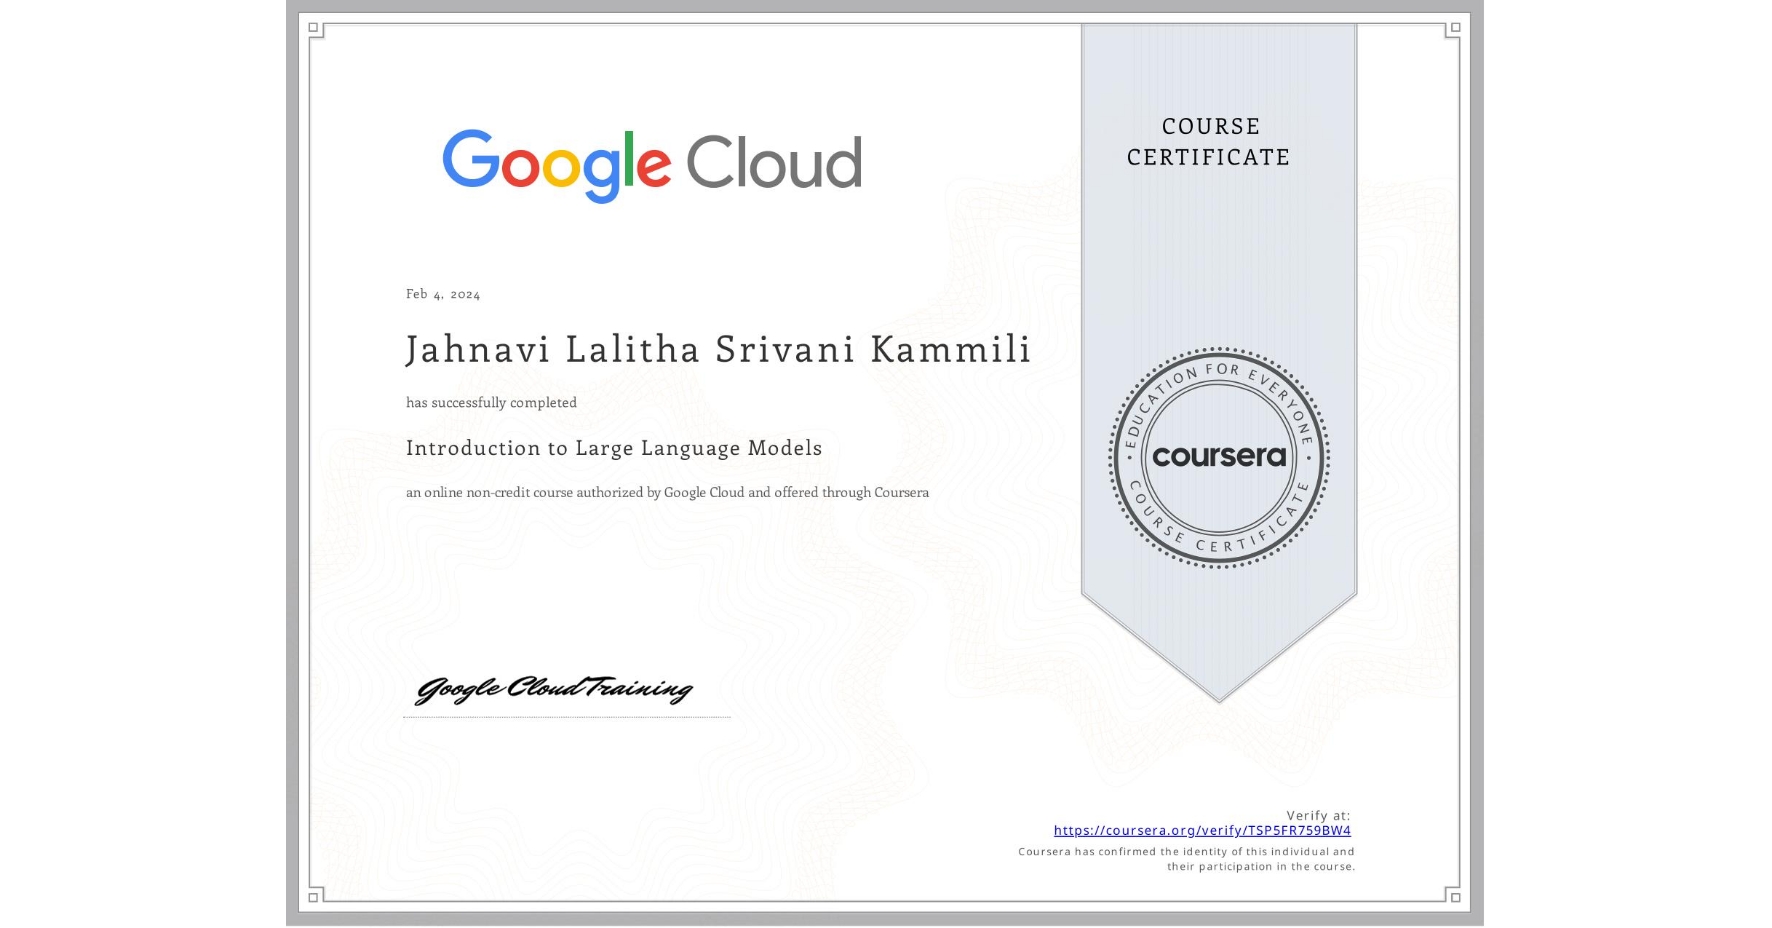 Google Cloud
COURSE
CERTIFICATE
Feb 4, 2024
Jahnavi Lalitha Srivani Kammili
has successfully completed
Introduction to Large Language Models
an online non-credit course authorized by Google Cloud and offered through Coursera
EDUCATION FOR EVERYONE
coursera
COURSE CERTIFICATE
Google Cloud Training
Verify at:
https://coursera.org/verify/TSP5FR759BW4
Coursera has confirmed the identity of this individual and
their participation in the course.